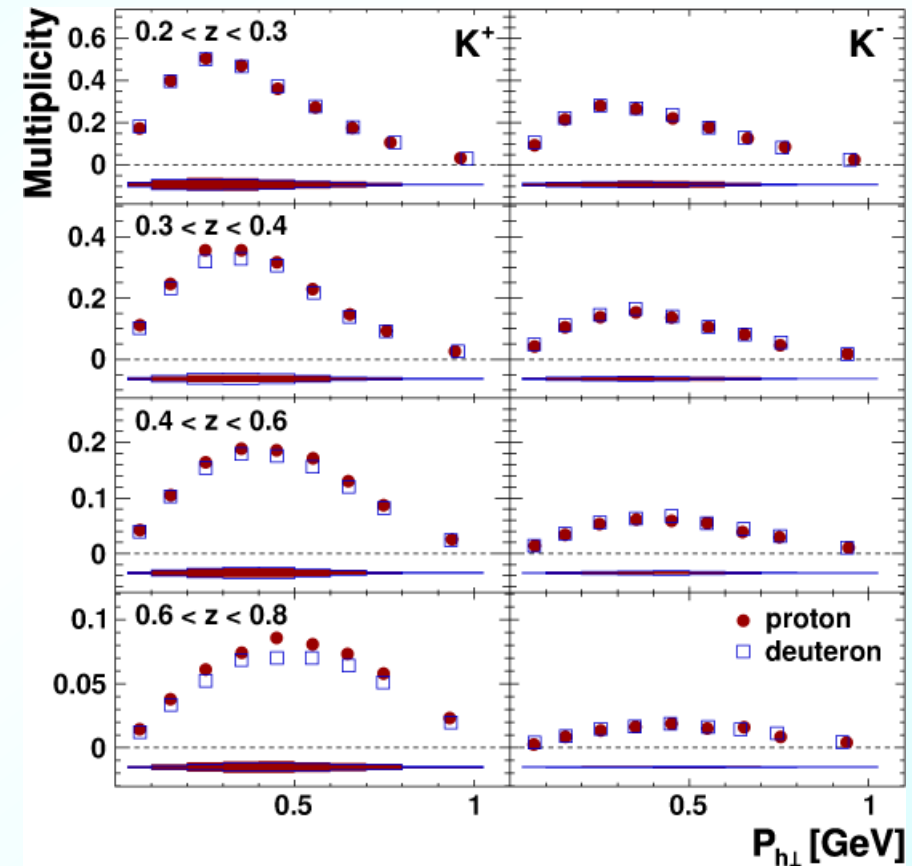 Multiplicity
0.2 < z < 0.3
K⁺
K⁻
0.6
0.4
0.2
0
0.3 < z < 0.4
0.4
0.2
0
0.4 < z < 0.6
0.2
0.1
0
0.6 < z < 0.8
proton
deuteron
0.1
0.05
0
0.5
1
0.5
1
P_h⊥ [GeV]